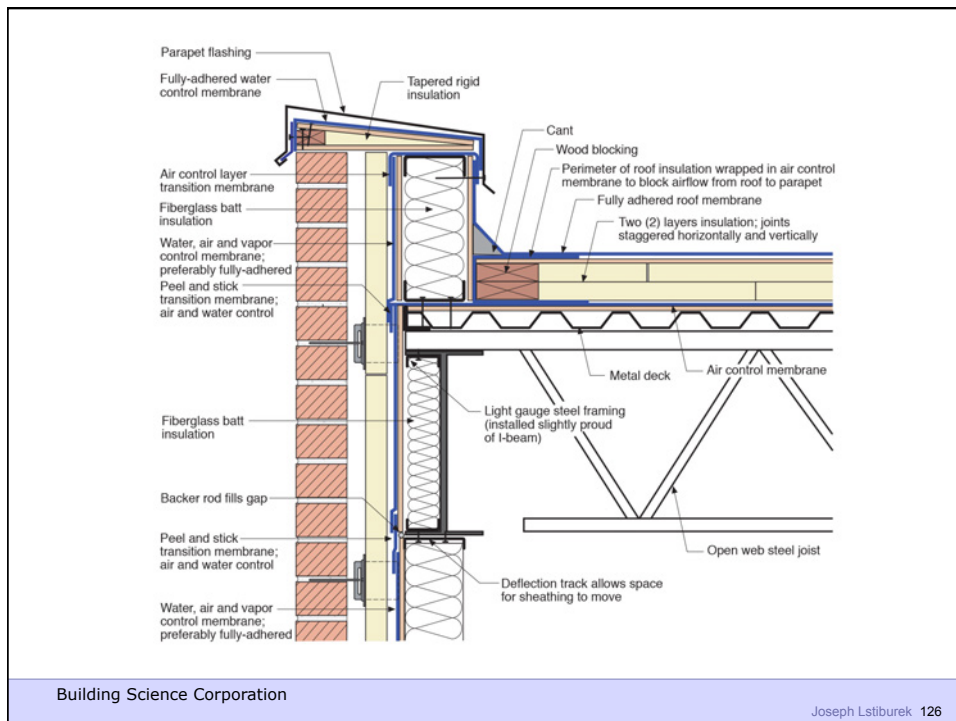 Parapet flashing
Fully-adhered water
control membrane
Tapered rigid
insulation
Cant
Wood blocking
Perimeter of roof insulation wrapped in air control
membrane to block airflow from roof to parapet
Fully adhered roof membrane
Two (2) layers insulation; joints
staggered horizontally and vertically
Air control layer
transition membrane
Fiberglass batt
insulation
Water, air and vapor
control membrane;
preferably fully-adhered
Peel and stick
transition membrane;
air and water control
Metal deck
Air control membrane
Light gauge steel framing
(installed slightly proud
of I-beam)
Fiberglass batt
insulation
Backer rod fills gap
Peel and stick
transition membrane;
air and water control
Open web steel joist
Deflection track allows space
for sheathing to move
Water, air and vapor
control membrane;
preferably fully-adhered
Building Science Corporation
Joseph Lstiburek 126